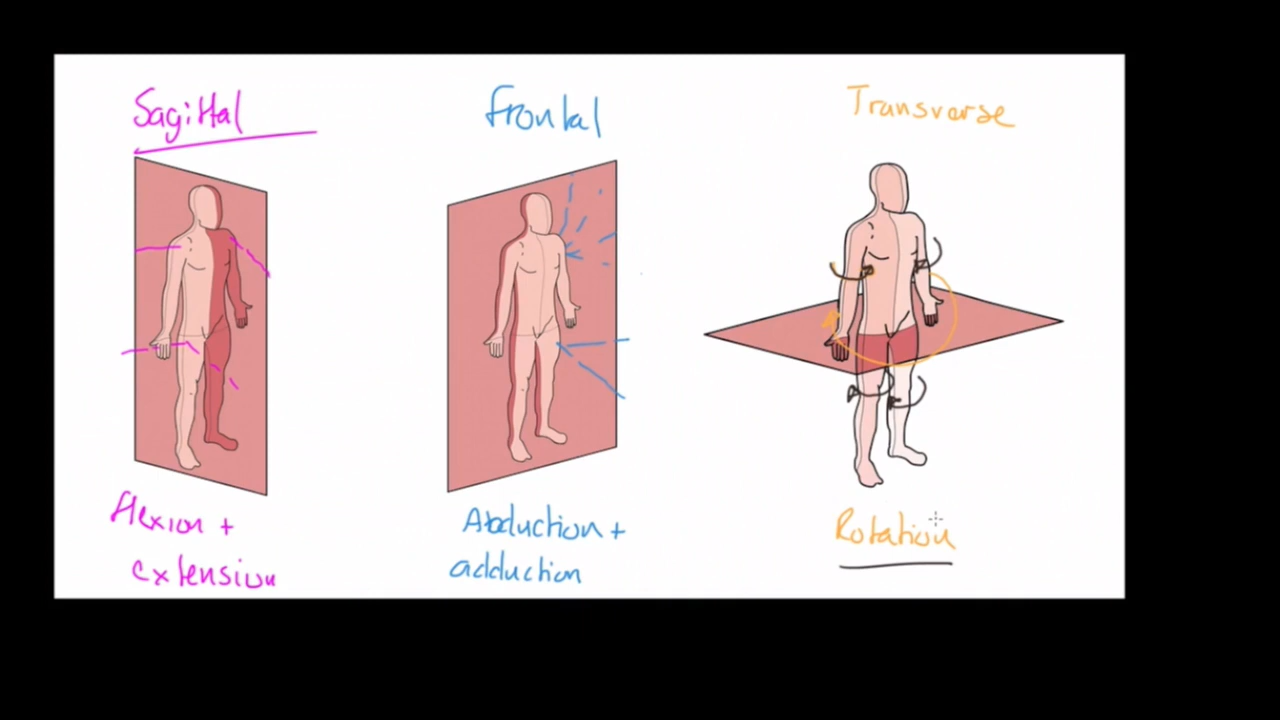 Sagittal
Frontal
Transverse
flexion +
extension
Abduction +
adduction
Rotation